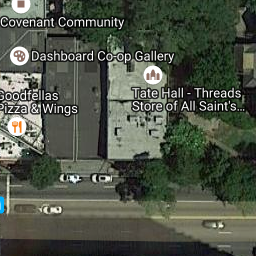 Covenant Community
Dashboard Co-op Gallery
Tate Hall - Threads,
Store of All Saint's...
Goodfellas
Pizza & Wings